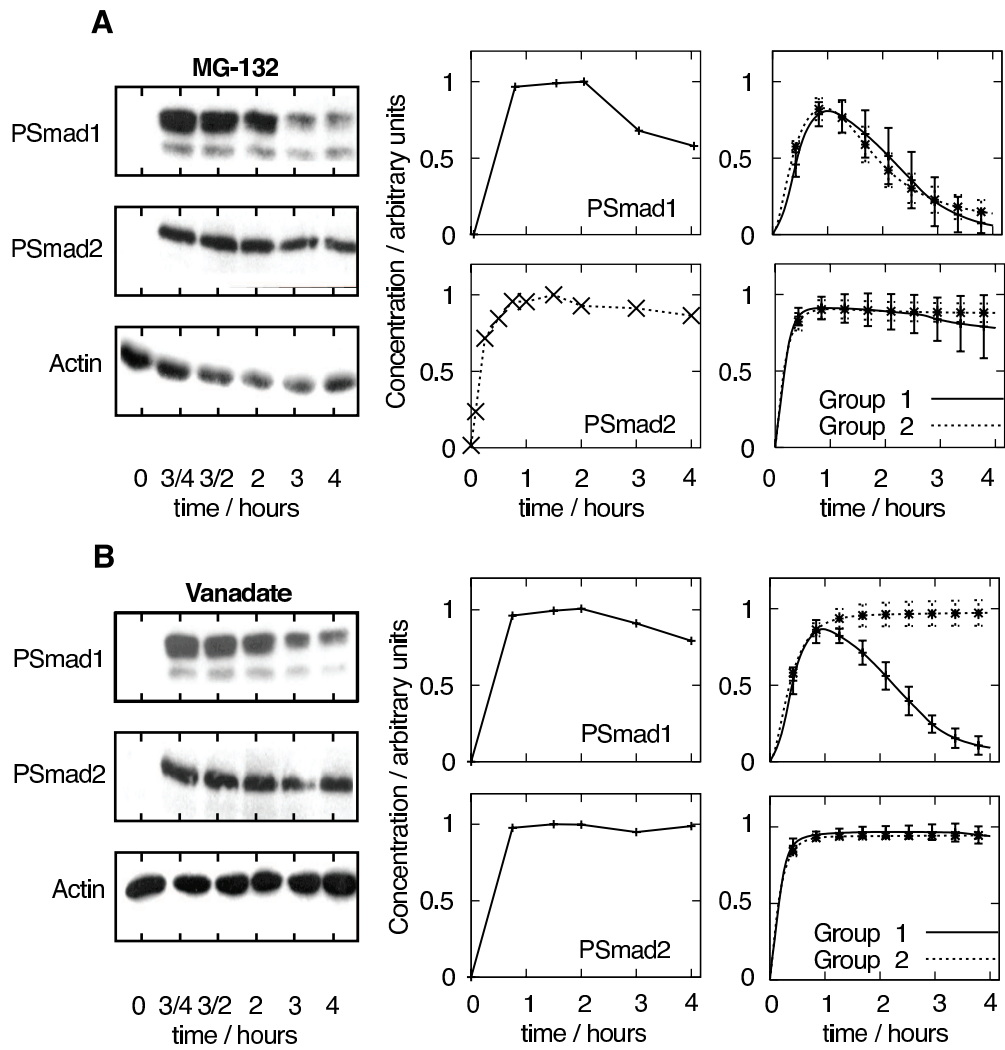 A
MG-132
PSmad1
PSmad2
Actin
0 3/4 3/2 2 3 4
time / hours
Concentration / arbitrary units
1
0.5
0
PSmad1
1
0.5
0
PSmad2
0 1 2 3 4
time / hours
1
0.5
0
1
0.5
0
Group 1
Group 2
0 1 2 3 4
time / hours
B
Vanadate
PSmad1
PSmad2
Actin
0 3/4 3/2 2 3 4
time / hours
Concentration / arbitrary units
1
0.5
0
PSmad1
1
0.5
0
PSmad2
0 1 2 3 4
time / hours
1
0.5
0
1
0.5
0
Group 1
Group 2
0 1 2 3 4
time / hours